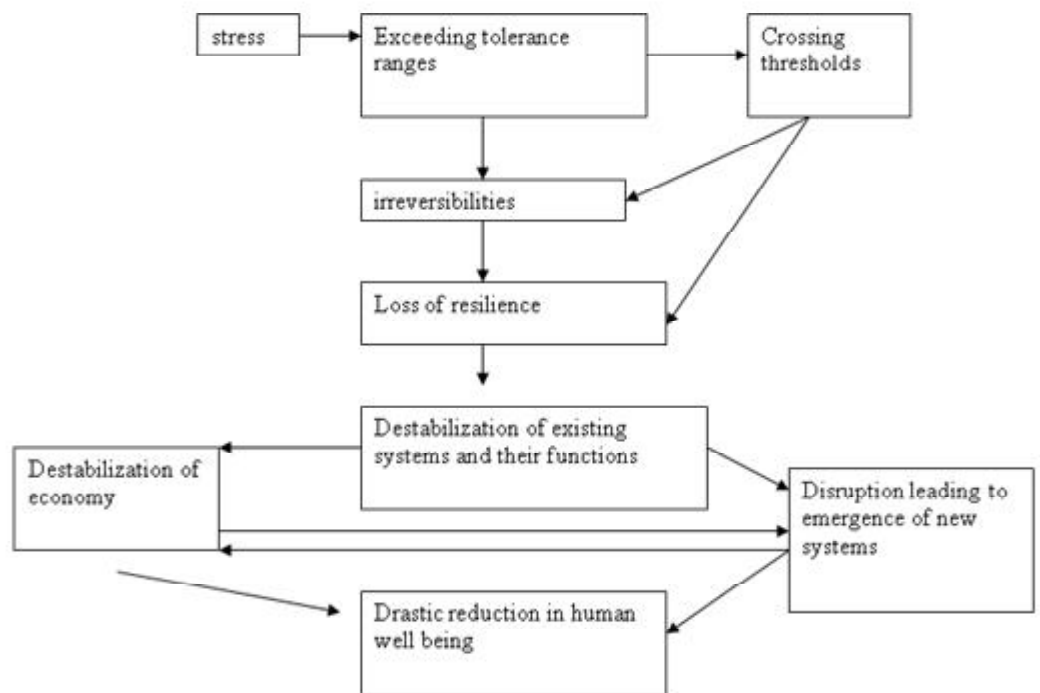 stress
Exceeding tolerance
ranges
Crossing
thresholds
irreversibilities
Loss of resilience
Destabilization of existing
systems and their functions
Destabilization of
economy
Disruption leading to
emergence of new
systems
Drastic reduction in human
well being